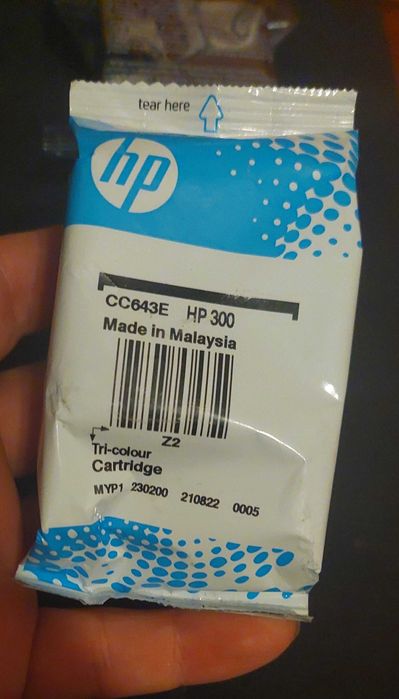 tear here
hp
CC643E HP 300
Made in Malaysia
Z2
Tri-colour
Cartridge
MYP1 230200 210822 0005